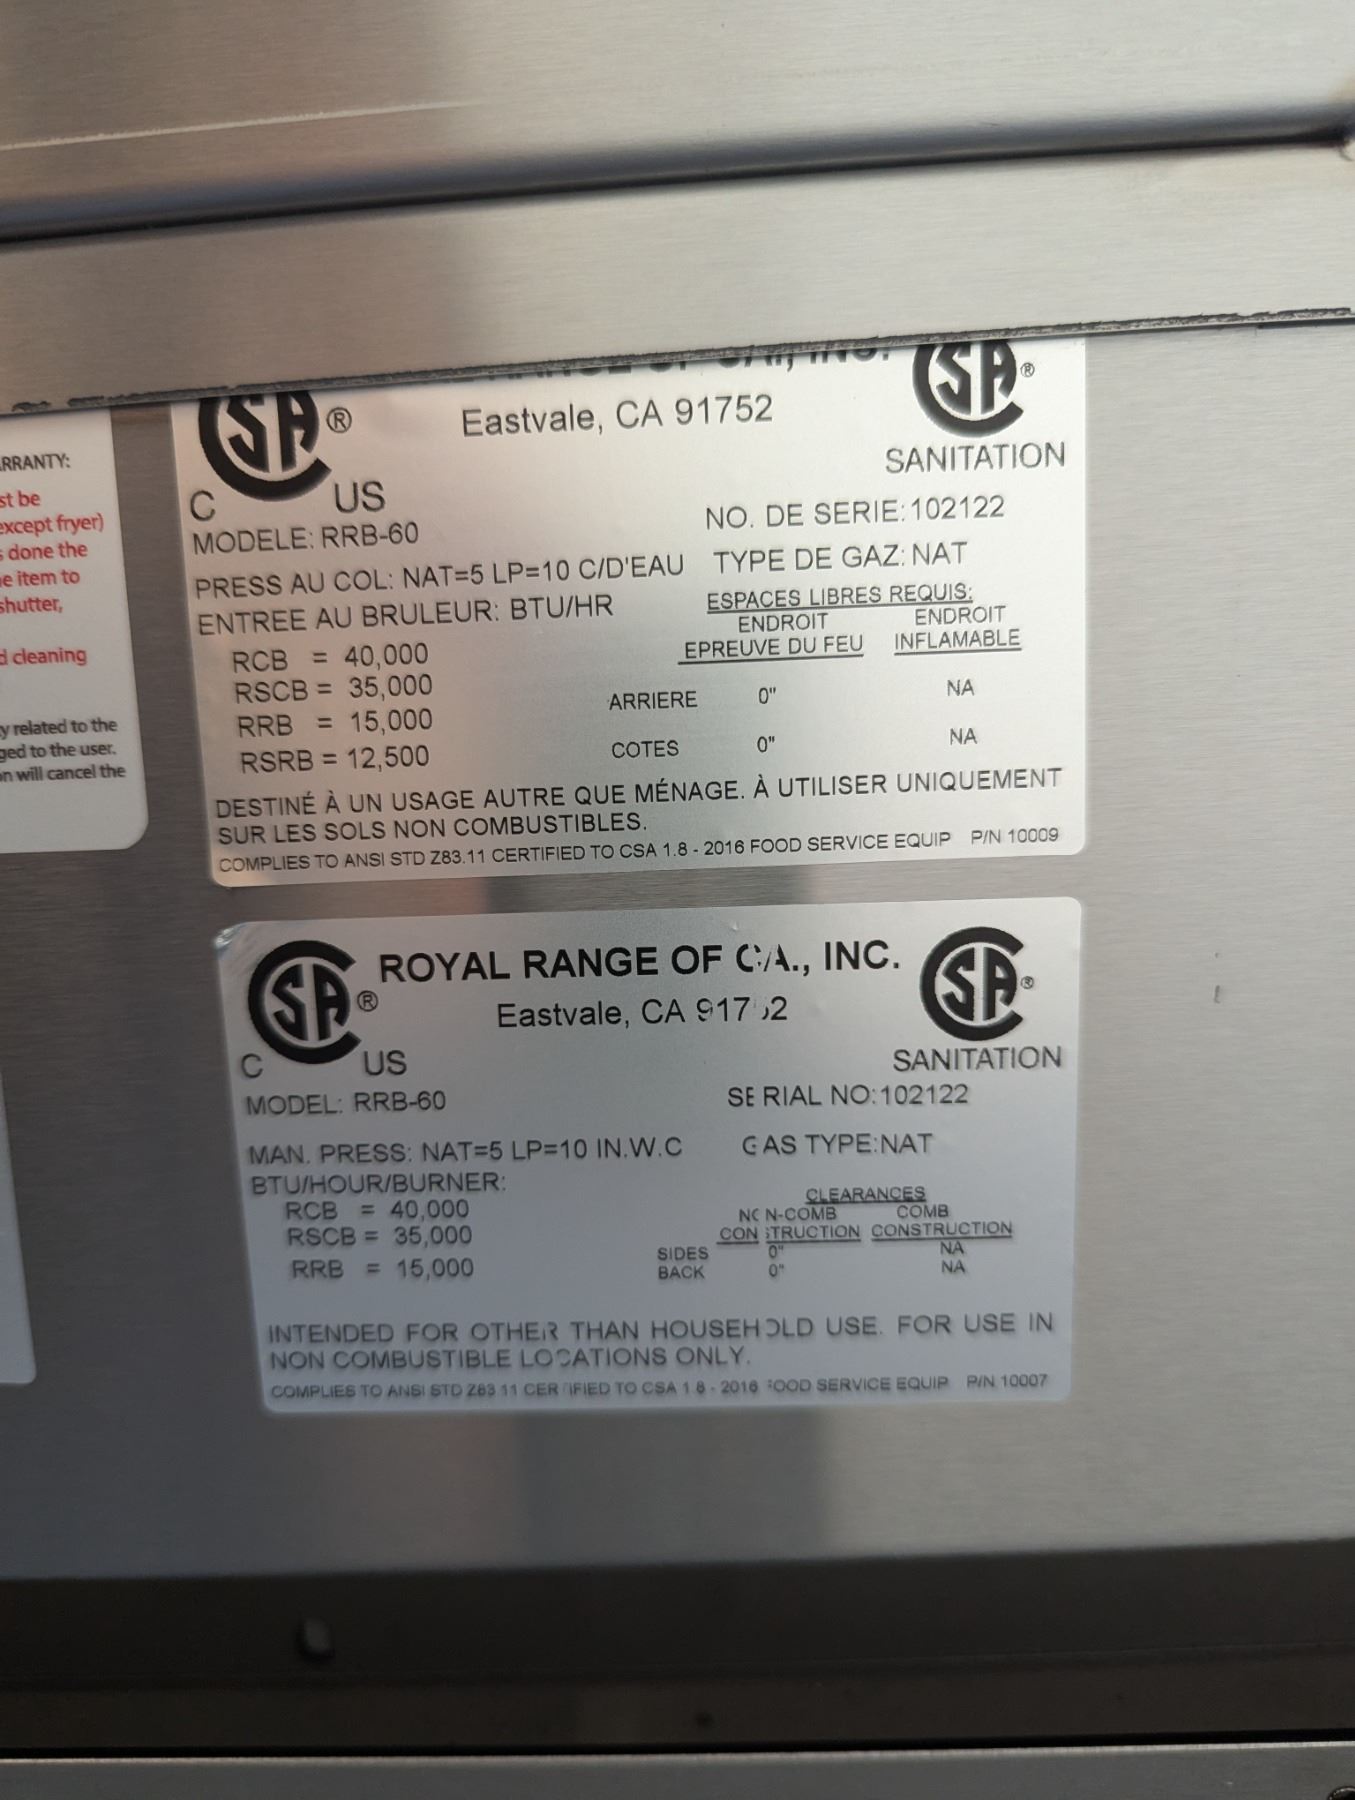 RRANTY:
st be
except fryer)
s done the
e item to
shutter,
d cleaning
y related to the
ged to the user.
on will cancel the
CSA®
C US
Eastvale, CA 91752
CSA®
SANITATION
MODELE: RRB-60
NO. DE SERIE:102122
PRESS AU COL: NAT=5 LP=10 C/D'EAU TYPE DE GAZ:NAT
ENTREE AU BRULEUR: BTU/HR
RCB = 40,000
RSCB = 35,000
RRB = 15,000
RSRB = 12,500
ESPACES LIBRES REQUIS:
ENDROIT ENDROIT
EPREUVE DU FEU INFLAMABLE
ARRIERE 0" NA
COTES 0" NA
DESTINÉ À UN USAGE AUTRE QUE MÉNAGE. À UTILISER UNIQUEMENT
SUR LES SOLS NON COMBUSTIBLES.
COMPLIES TO ANSI STD Z83.11 CERTIFIED TO CSA 1.8 - 2016 FOOD SERVICE EQUIP P/N 10009
CSA®
C US
ROYAL RANGE OF CA., INC.
Eastvale, CA 91752
CSA®
SANITATION
MODEL: RRB-60
SERIAL NO:102122
MAN. PRESS: NAT=5 LP=10 IN.W.C GAS TYPE:NAT
BTU/HOUR/BURNER:
RCB = 40,000
RSCB = 35,000
RRB = 15,000
CLEARANCES
NON-COMB COMB
CONSTRUCTION CONSTRUCTION
SIDES 0" NA
BACK 0" NA
INTENDED FOR OTHER THAN HOUSEHOLD USE. FOR USE IN
NON COMBUSTIBLE LOCATIONS ONLY.
COMPLIES TO ANSI STD Z83.11 CERTIFIED TO CSA 1.8 - 2016 FOOD SERVICE EQUIP P/N 10007